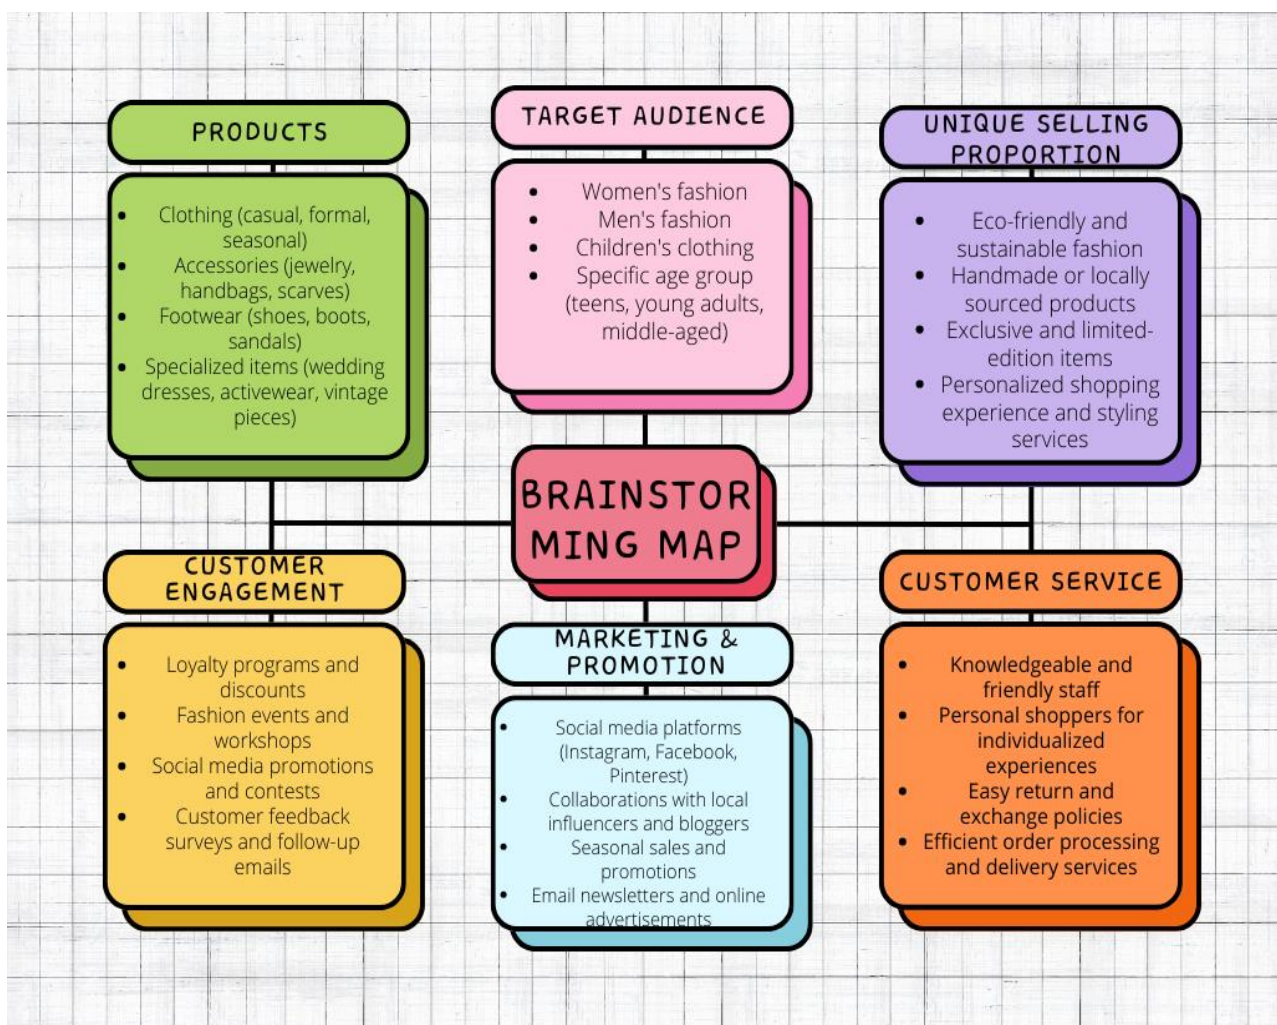 PRODUCTS
• Clothing (casual, formal,
seasonal)
• Accessories (jewelry,
handbags, scarves)
• Footwear (shoes, boots,
sandals)
• Specialized items (wedding
dresses, activewear, vintage
pieces)
TARGET AUDIENCE
• Women's fashion
• Men's fashion
• Children's clothing
• Specific age group
(teens, young adults,
middle-aged)
UNIQUE SELLING
PROPORTION
• Eco-friendly and
sustainable fashion
• Handmade or locally
sourced products
• Exclusive and limited-
edition items
• Personalized shopping
experience and styling
services
BRAINSTOR
MING MAP
CUSTOMER
ENGAGEMENT
• Loyalty programs and
discounts
• Fashion events and
workshops
• Social media promotions
and contests
• Customer feedback
surveys and follow-up
emails
MARKETING &
PROMOTION
• Social media platforms
(Instagram, Facebook,
Pinterest)
• Collaborations with local
influencers and bloggers
• Seasonal sales and
promotions
• Email newsletters and online
advertisements
CUSTOMER SERVICE
• Knowledgeable and
friendly staff
• Personal shoppers for
individualized
experiences
• Easy return and
exchange policies
• Efficient order processing
and delivery services